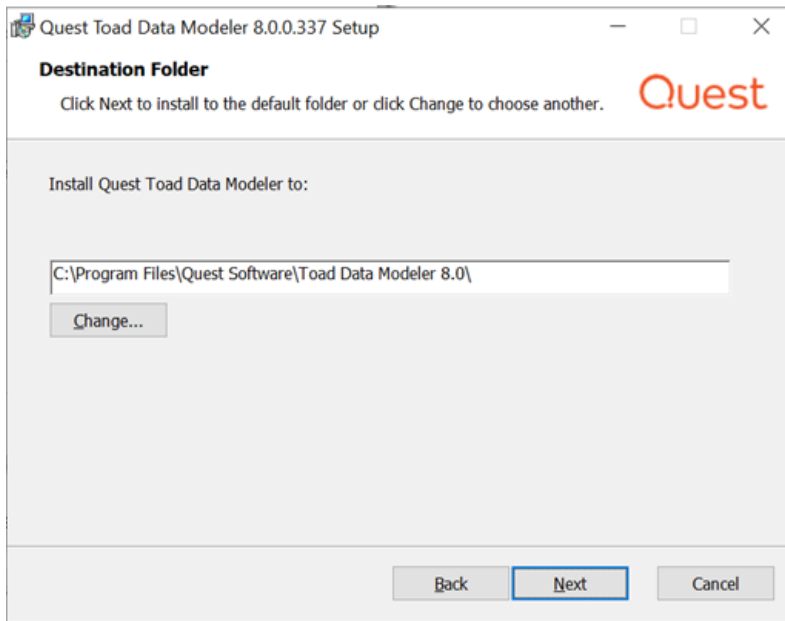 Quest Toad Data Modeler 8.0.0.337 Setup
Destination Folder
Click Next to install to the default folder or click Change to choose another.
Quest
Install Quest Toad Data Modeler to:
C:\Program Files\Quest Software\Toad Data Modeler 8.0\
Change...
Back
Next
Cancel